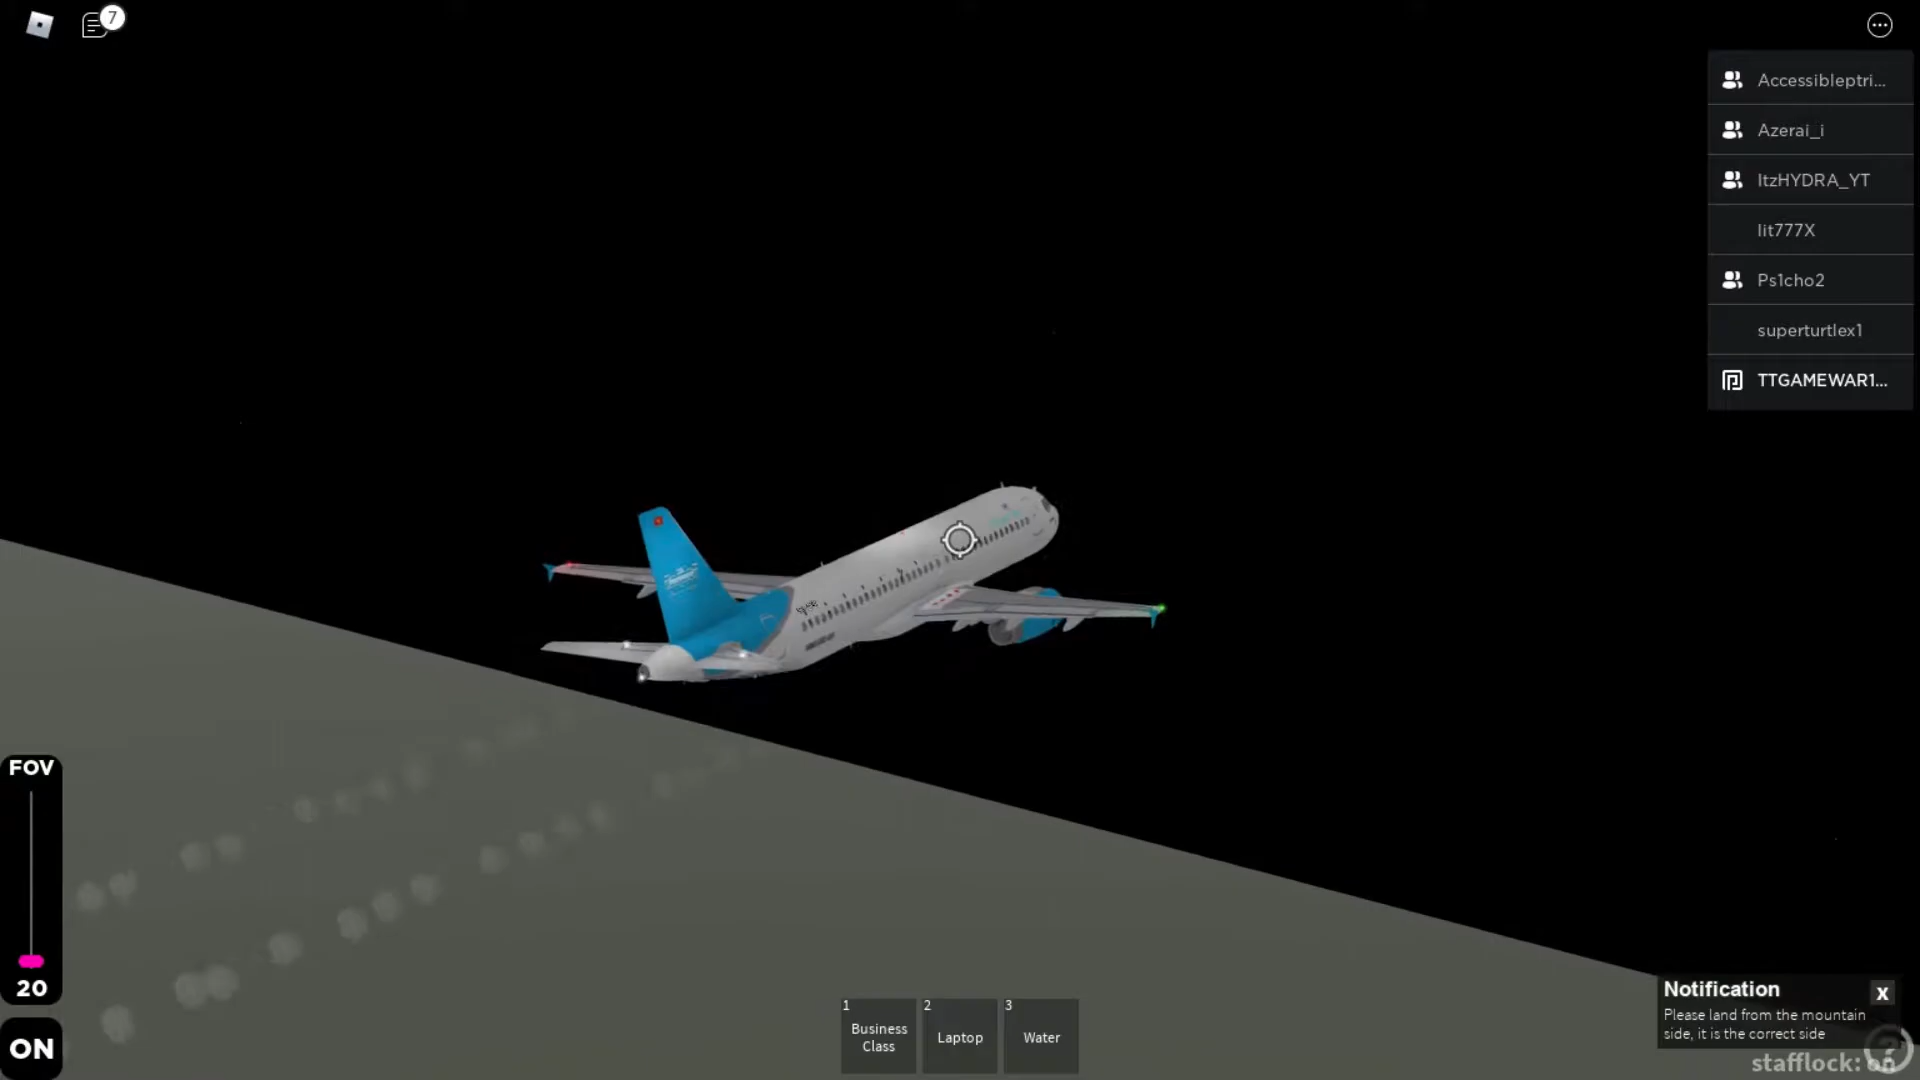 7
Accessibleptri...
Azerai_i
ItzHYDRA_YT
lit777X
Ps1cho2
superturtlex1
TTGAMEWAR1...
FOV
20
ON
1
Business
Class
2
Laptop
3
Water
Notification
X
Please land from the mountain
side, it is the correct side
stafflock: on
?